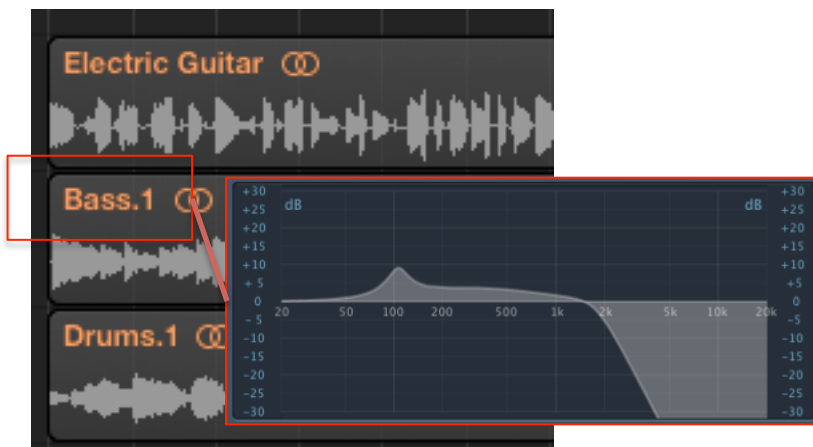 Electric Guitar
Bass.1
Drums.1
+30 dB dB +30
+25 +25
+20 +20
+15 +15
+10 +10
+5 +5
0 0
20 50 100 200 500 1k 2k 5k 10k 20k
-5 -5
-10 -10
-15 -15
-20 -20
-25 -25
-30 -30